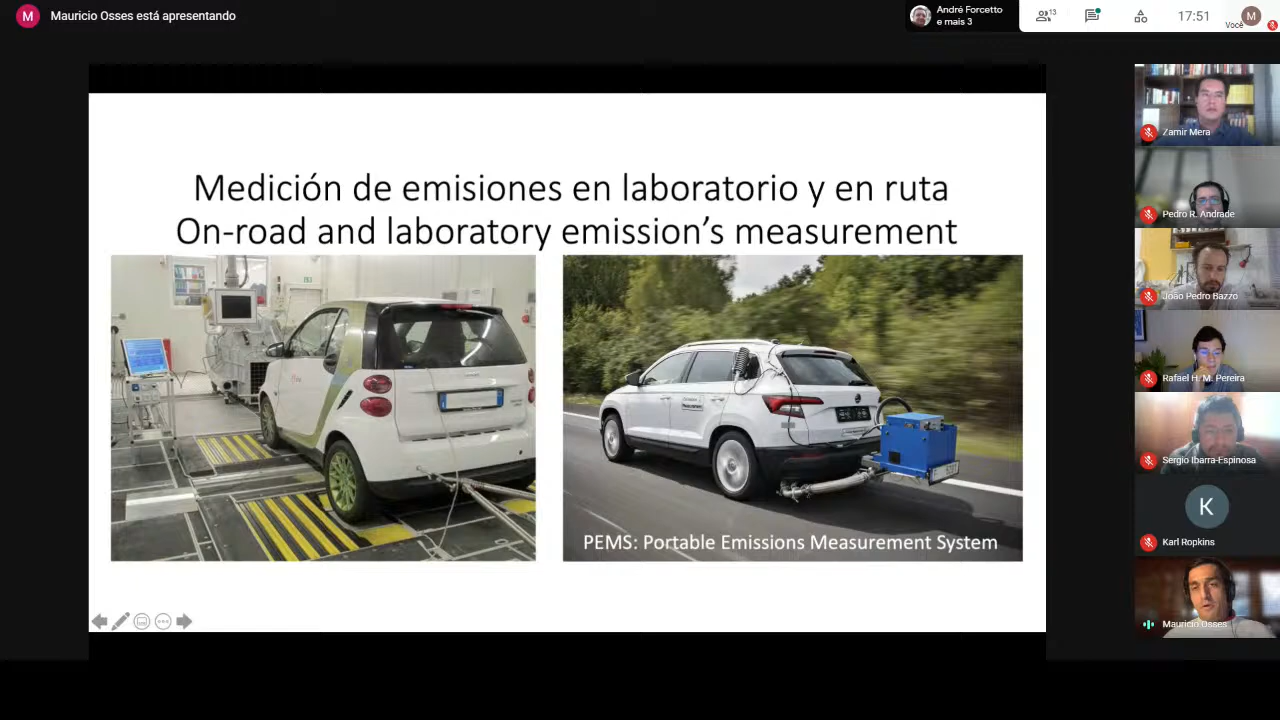 M Mauricio Osses está apresentando
André Forcetto
e mais 3
13
17:51
Você
M
Medición de emisiones en laboratorio y en ruta
On-road and laboratory emission’s measurement
PEMS: Portable Emissions Measurement System
Zamir Mera
Pedro R. Andrade
João Pedro Bazzo
Rafael H. M. Pereira
Sergio Ibarra-Espinosa
K
Karl Ropkins
Mauricio Osses